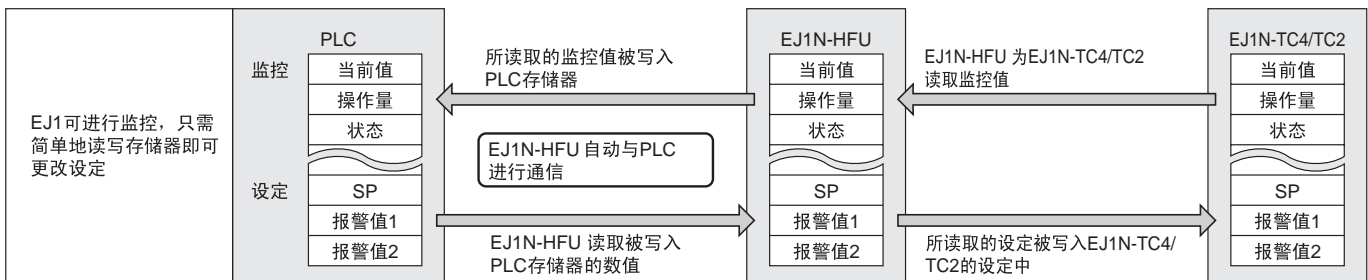 EJ1可进行监控，只需
简单地读写存储器即可
更改设定
PLC
监控
当前值
操作量
状态
设定
SP
报警值1
报警值2
所读取的监控值被写入
PLC存储器
EJ1N-HFU 自动与PLC
进行通信
EJ1N-HFU 读取被写入
PLC存储器的数值
EJ1N-HFU
当前值
操作量
状态
SP
报警值1
报警值2
EJ1N-HFU 为EJ1N-TC4/TC2
读取监控值
所读取的设定被写入EJ1N-TC4/
TC2的设定中
EJ1N-TC4/TC2
当前值
操作量
状态
SP
报警值1
报警值2